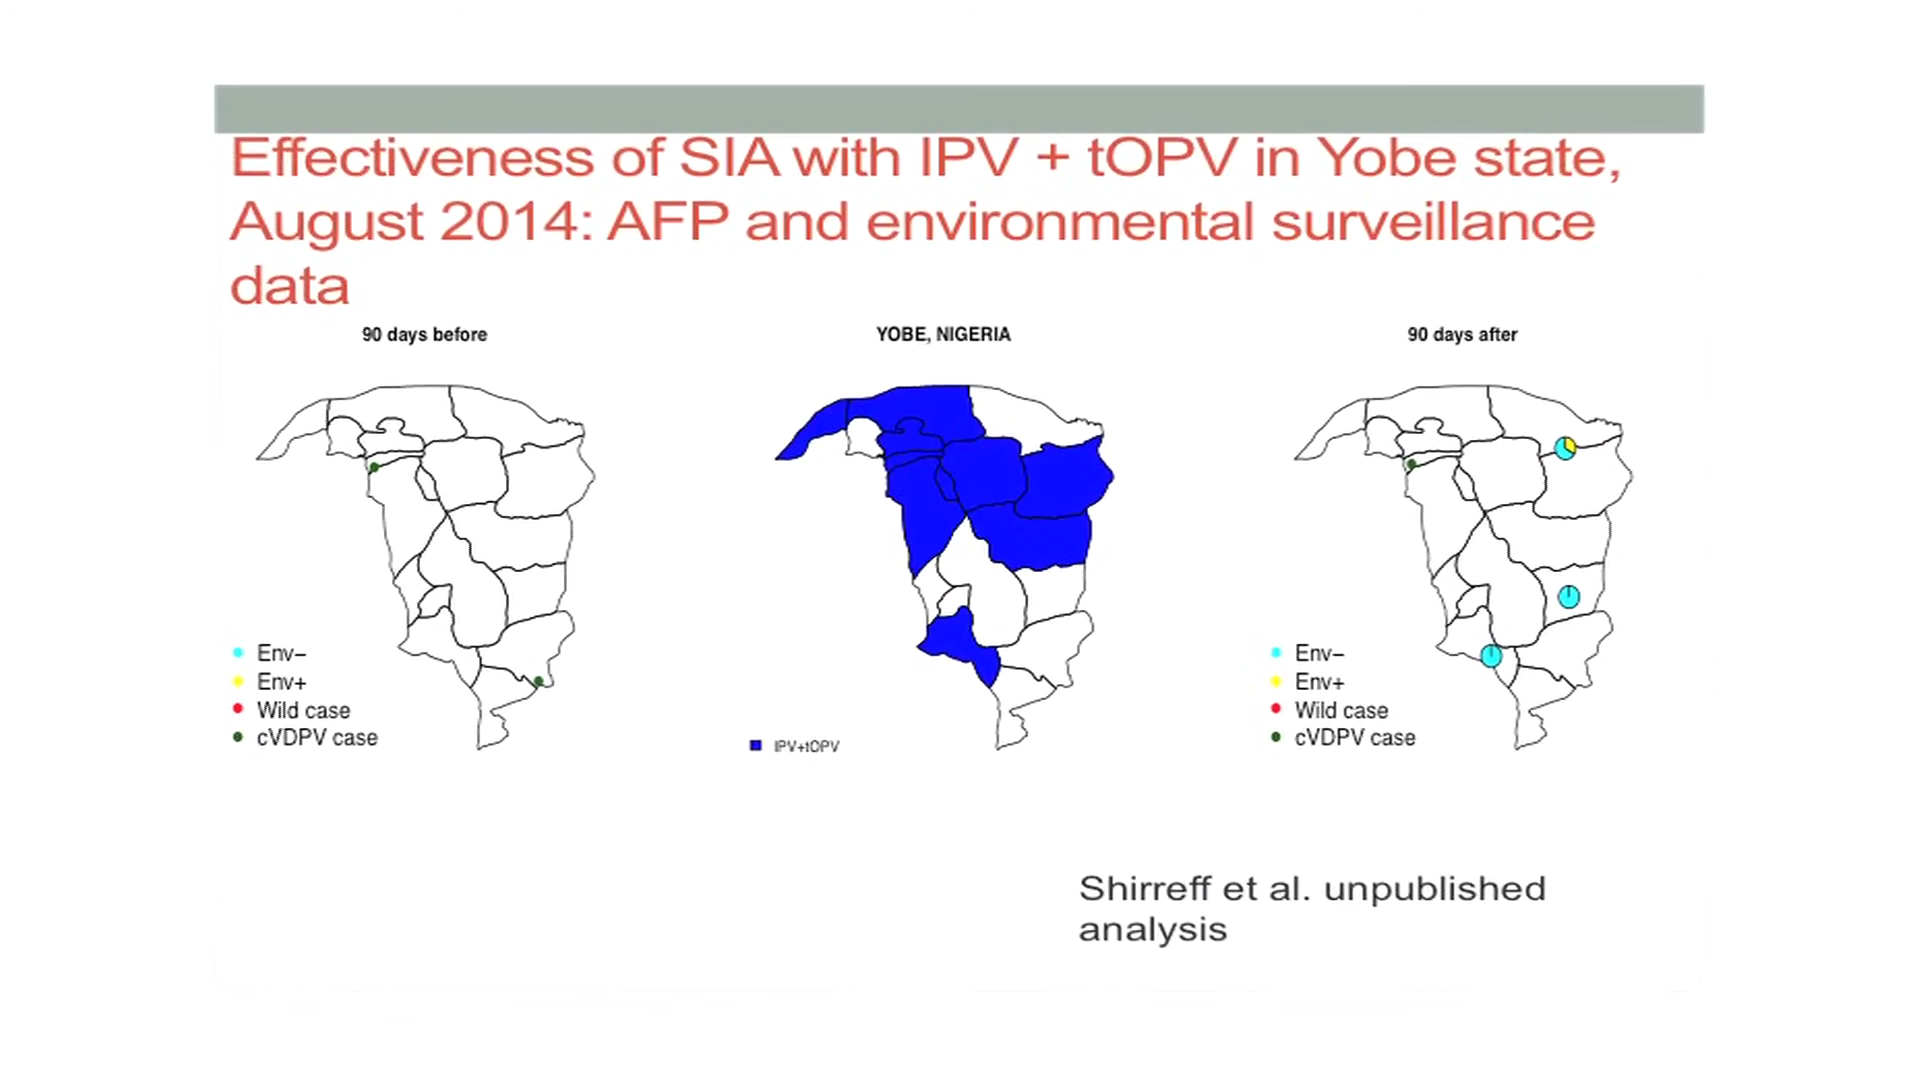 Effectiveness of SIA with IPV + tOPV in Yobe state,
August 2014: AFP and environmental surveillance
data
90 days before
YOBE, NIGERIA
90 days after
Env−
Env+
Wild case
cVDPV case
IPV+tOPV
Env−
Env+
Wild case
cVDPV case
Shirreff et al. unpublished
analysis